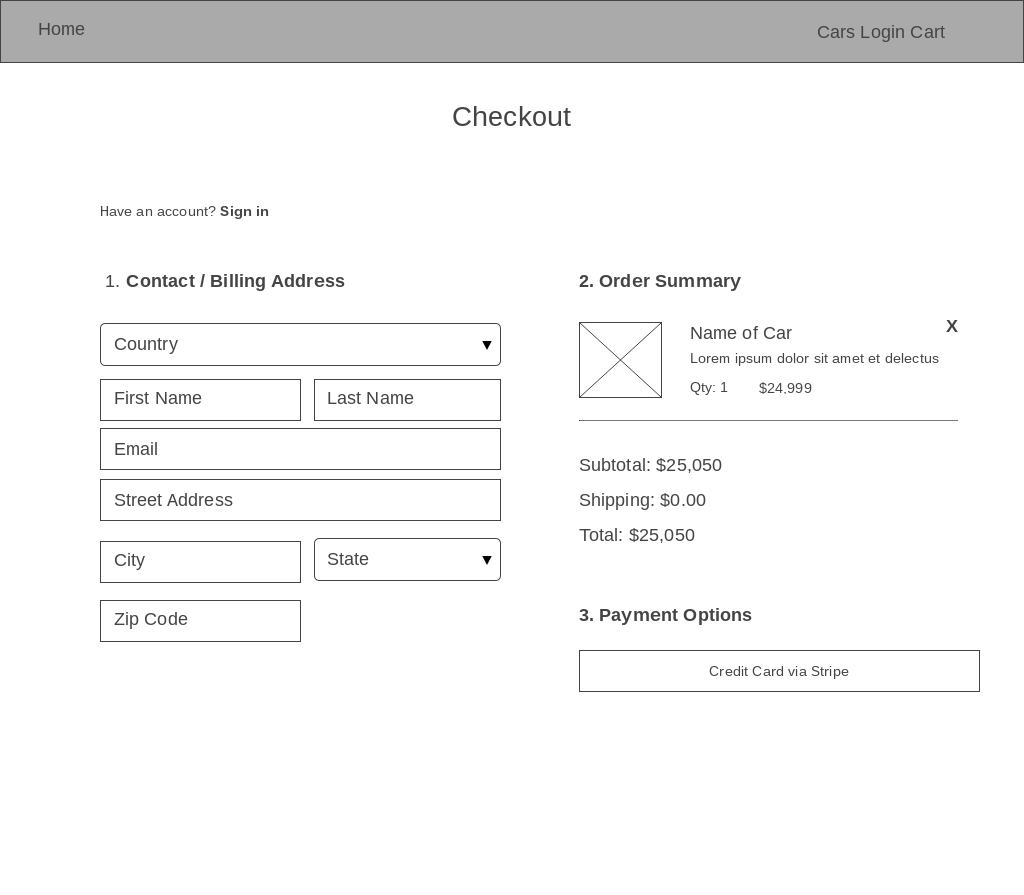 Home
Cars Login Cart
Checkout
Have an account? Sign in
1. Contact / Billing Address
Country
First Name
Last Name
Email
Street Address
City
State
Zip Code
2. Order Summary
Name of Car
X
Lorem ipsum dolor sit amet et delectus
Qty: 1
$24,999
Subtotal: $25,050
Shipping: $0.00
Total: $25,050
3. Payment Options
Credit Card via Stripe